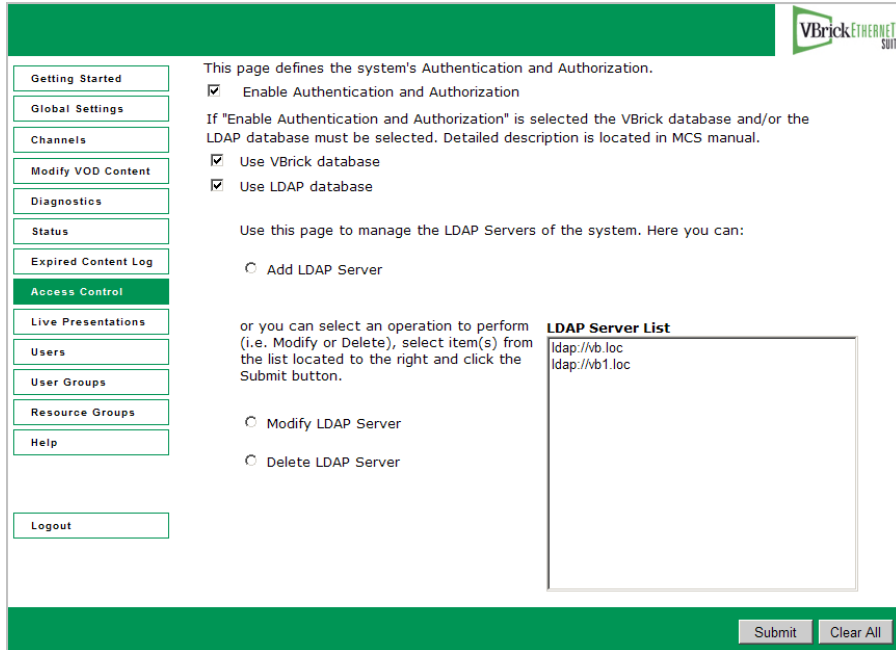 VBrick ETHERNET
SUIT
Getting Started
Global Settings
Channels
Modify VOD Content
Diagnostics
Status
Expired Content Log
Access Control
Live Presentations
Users
User Groups
Resource Groups
Help
Logout
This page defines the system's Authentication and Authorization.
Enable Authentication and Authorization
If "Enable Authentication and Authorization" is selected the VBrick database and/or the
LDAP database must be selected. Detailed description is located in MCS manual.
Use VBrick database
Use LDAP database
Use this page to manage the LDAP Servers of the system. Here you can:
Add LDAP Server
or you can select an operation to perform
(i.e. Modify or Delete), select item(s) from
the list located to the right and click the
Submit button.
Modify LDAP Server
Delete LDAP Server
LDAP Server List
ldap://vb.loc
ldap://vb1.loc
Submit
Clear All